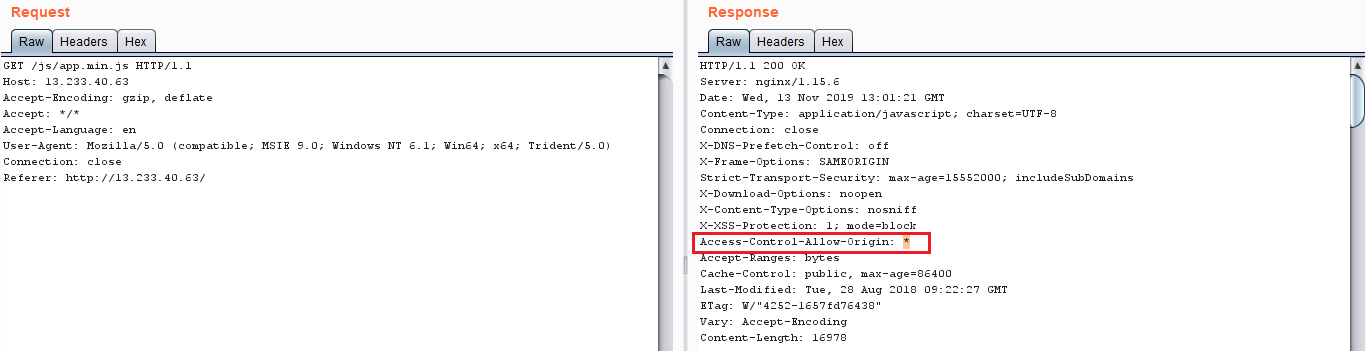 Request
Raw Headers Hex
GET /js/app.min.js HTTP/1.1
Host: 13.233.40.63
Accept-Encoding: gzip, deflate
Accept: */*
Accept-Language: en
User-Agent: Mozilla/5.0 (compatible; MSIE 9.0; Windows NT 6.1; Win64; x64; Trident/5.0)
Connection: close
Referer: http://13.233.40.63/
Response
Raw Headers Hex
HTTP/1.1 200 OK
Server: nginx/1.15.6
Date: Wed, 13 Nov 2019 13:01:21 GMT
Content-Type: application/javascript; charset=UTF-8
Connection: close
X-DNS-Prefetch-Control: off
X-Frame-Options: SAMEORIGIN
Strict-Transport-Security: max-age=15552000; includeSubDomains
X-Download-Options: noopen
X-Content-Type-Options: nosniff
X-XSS-Protection: 1; mode=block
Access-Control-Allow-Origin: *
Accept-Ranges: bytes
Cache-Control: public, max-age=86400
Last-Modified: Tue, 28 Aug 2018 09:22:27 GMT
ETag: W/"4252-1657fd76438"
Vary: Accept-Encoding
Content-Length: 16978